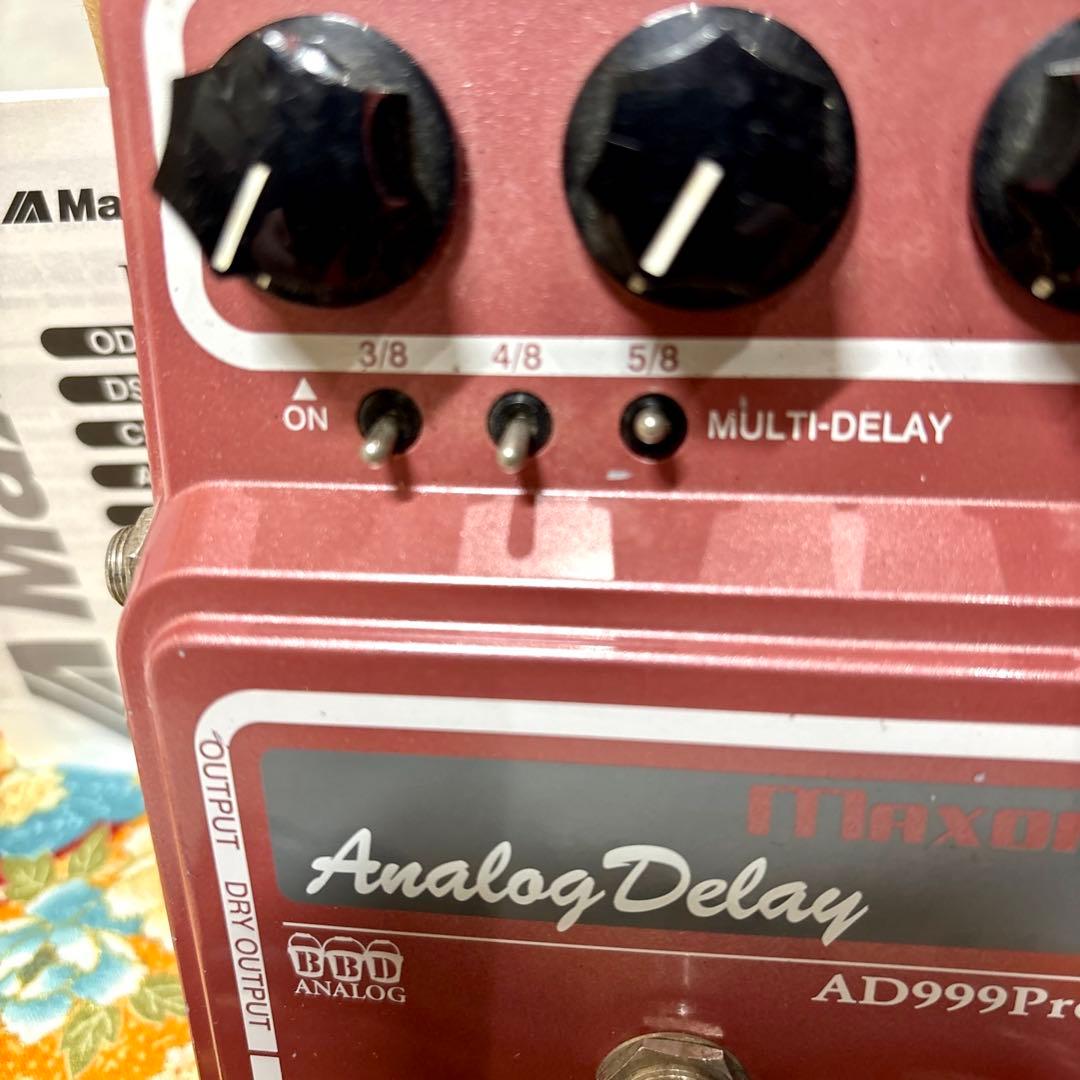 Ma
OD
DS
C
A
3/8 4/8 5/8
ON
MULTI-DELAY
OUTPUT
DRY OUTPUT
Maxo
Analog Delay
BBD
ANALOG
AD999Pro